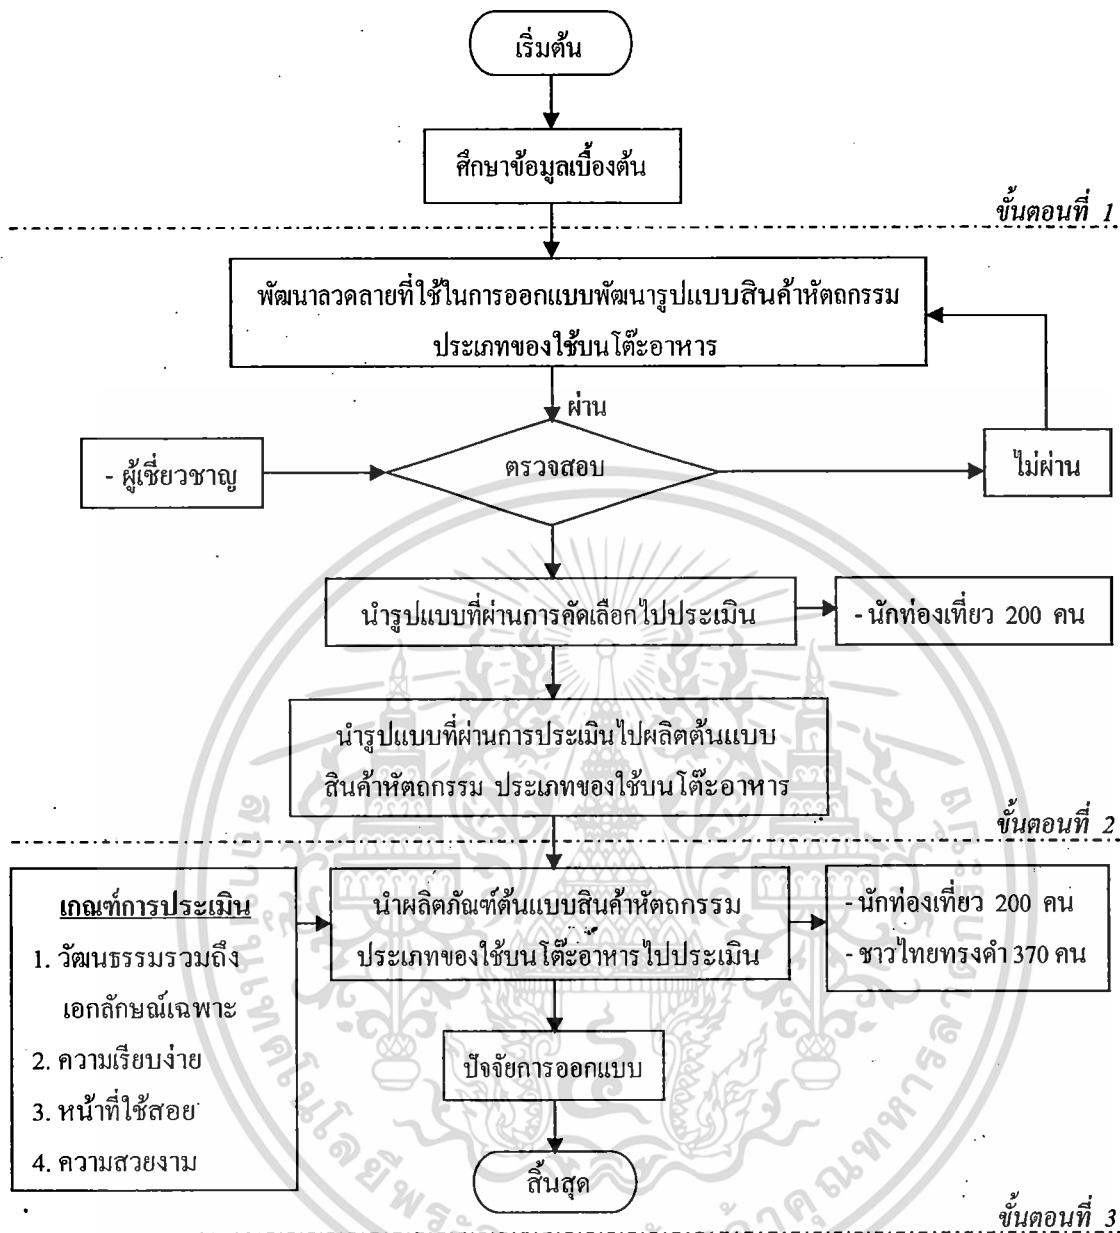 เริ่มต้น
ศึกษาข้อมูลเบื้องต้น
ขั้นตอนที่ 1
พัฒนาลวดลายที่ใช้ในการออกแบบพัฒนารูปแบบสินค้าหัตถกรรม
ประเภทของใช้บนโต๊ะอาหาร
ผ่าน
- ผู้เชี่ยวชาญ
ตรวจสอบ
ไม่ผ่าน
นำรูปแบบที่ผ่านการคัดเลือกไปประเมิน
- นักท่องเที่ยว 200 คน
นำรูปแบบที่ผ่านการประเมินไปผลิตต้นแบบ
สินค้าหัตถกรรม ประเภทของใช้บนโต๊ะอาหาร
ขั้นตอนที่ 2
เกณฑ์การประเมิน
1. วัฒนธรรมรวมถึง
เอกลักษณ์เฉพาะ
2. ความเรียบง่าย
3. หน้าที่ใช้สอย
4. ความสวยงาม
นำผลิตภัณฑ์ต้นแบบสินค้าหัตถกรรม
ประเภทของใช้บนโต๊ะอาหารไปประเมิน
- นักท่องเที่ยว 200 คน
- ชาวไทยทรงดำ 370 คน
ปัจจัยการออกแบบ
สิ้นสุด
ขั้นตอนที่ 3